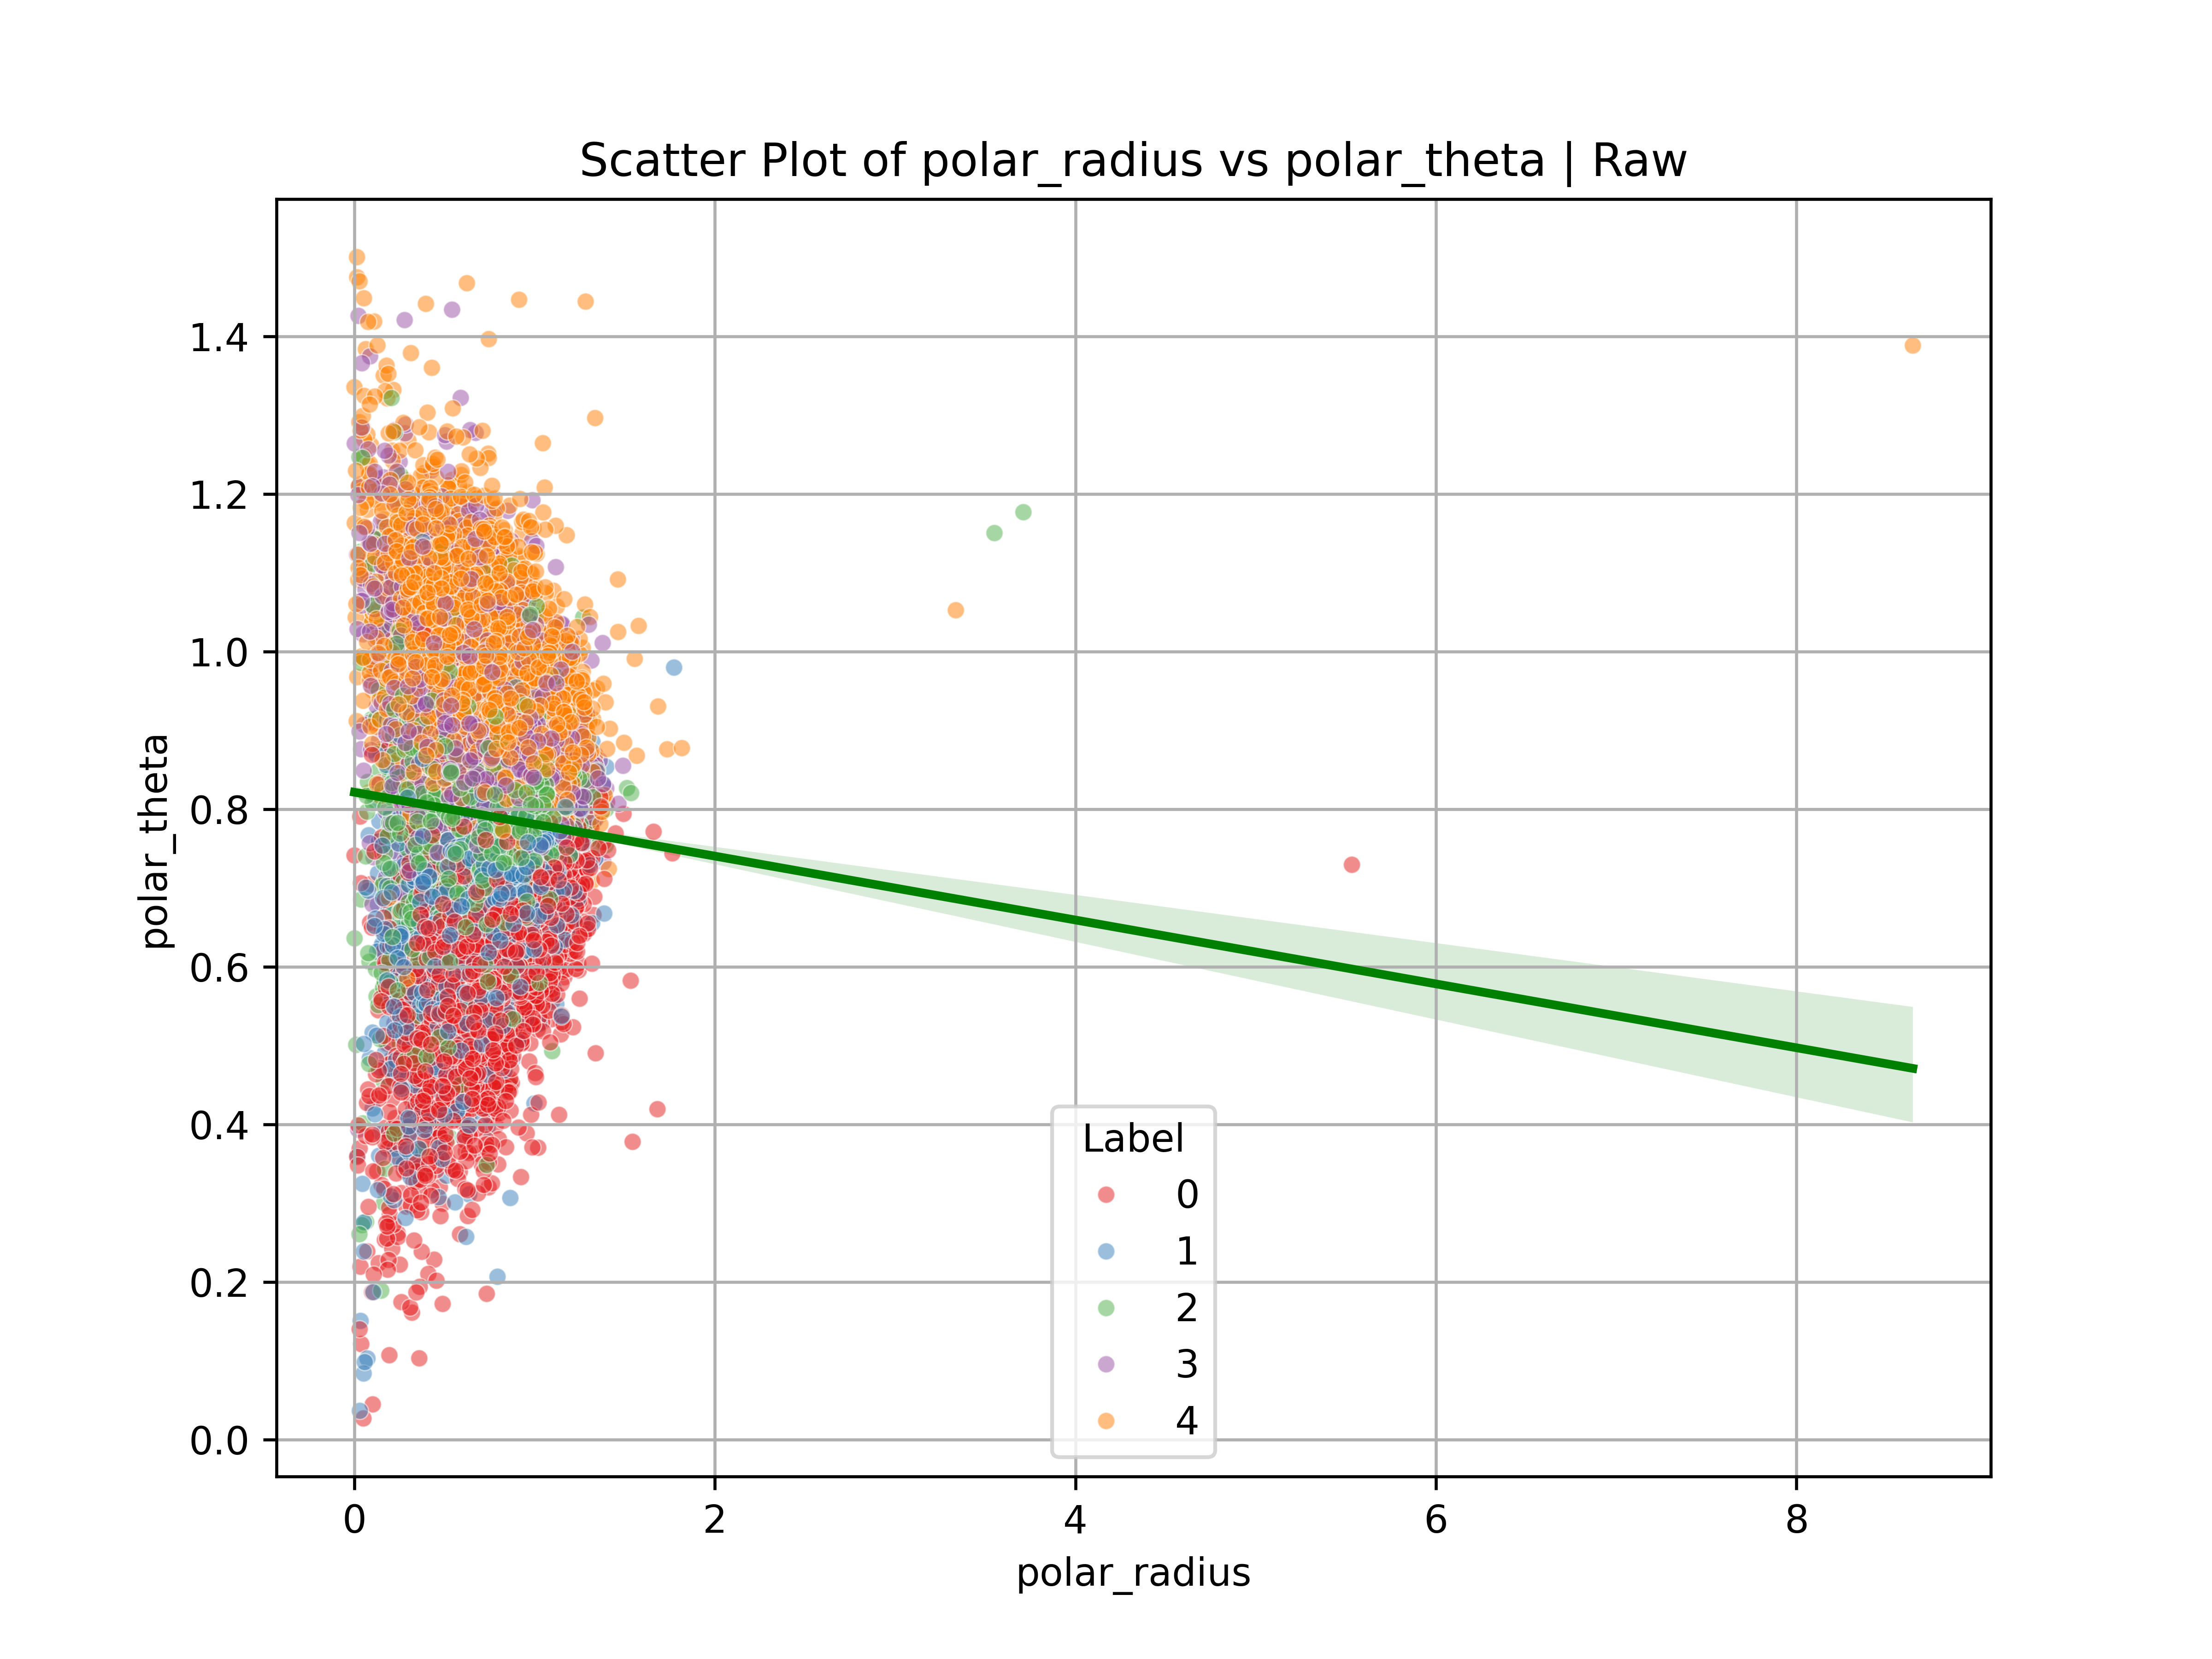 Scatter Plot of polar_radius vs polar_theta | Raw
1.4
1.2
1.0
0.8
0.6
0.4
0.2
0.0
polar_theta
Label
0
1
2
3
4
0 2 4 6 8
polar_radius